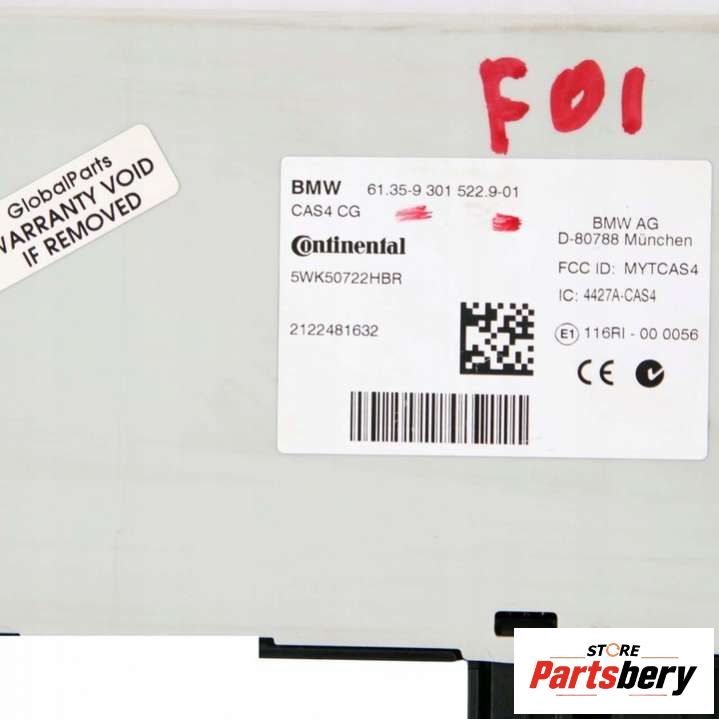 F01
GlobalParts
WARRANTY VOID
IF REMOVED
BMW 61.35-9 301 522.9-01
CAS4 CG
Continental
5WK50722HBR
2122481632
BMW AG
D-80788 München
FCC ID: MYTCAS4
IC: 4427A-CAS4
E1 116RI - 00 0056
CE
STORE
Partsbery